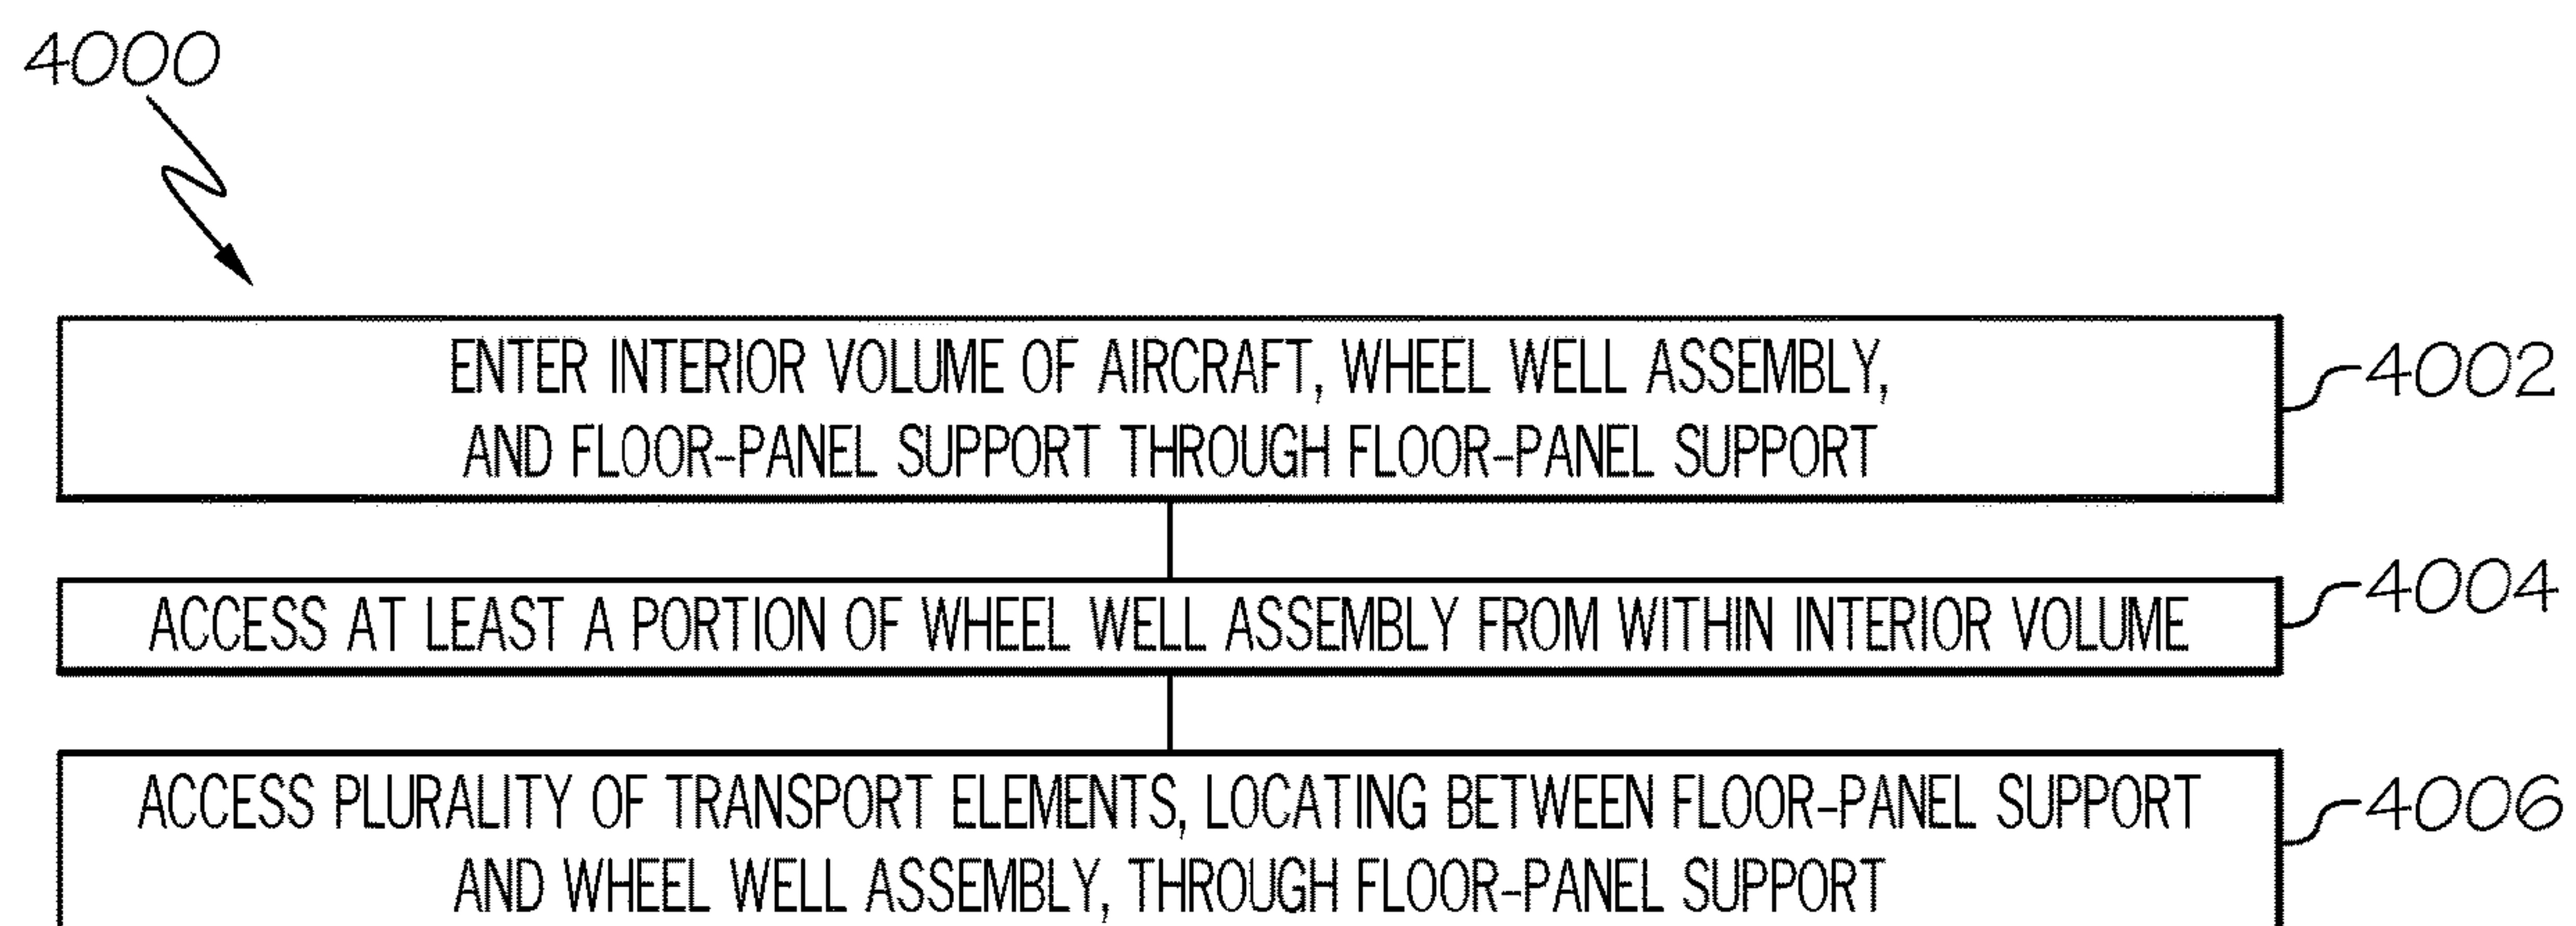 4000
ENTER INTERIOR VOLUME OF AIRCRAFT, WHEEL WELL ASSEMBLY,
AND FLOOR-PANEL SUPPORT THROUGH FLOOR-PANEL SUPPORT
4002
ACCESS AT LEAST A PORTION OF WHEEL WELL ASSEMBLY FROM WITHIN INTERIOR VOLUME
4004
ACCESS PLURALITY OF TRANSPORT ELEMENTS, LOCATING BETWEEN FLOOR-PANEL SUPPORT
AND WHEEL WELL ASSEMBLY, THROUGH FLOOR-PANEL SUPPORT
4006